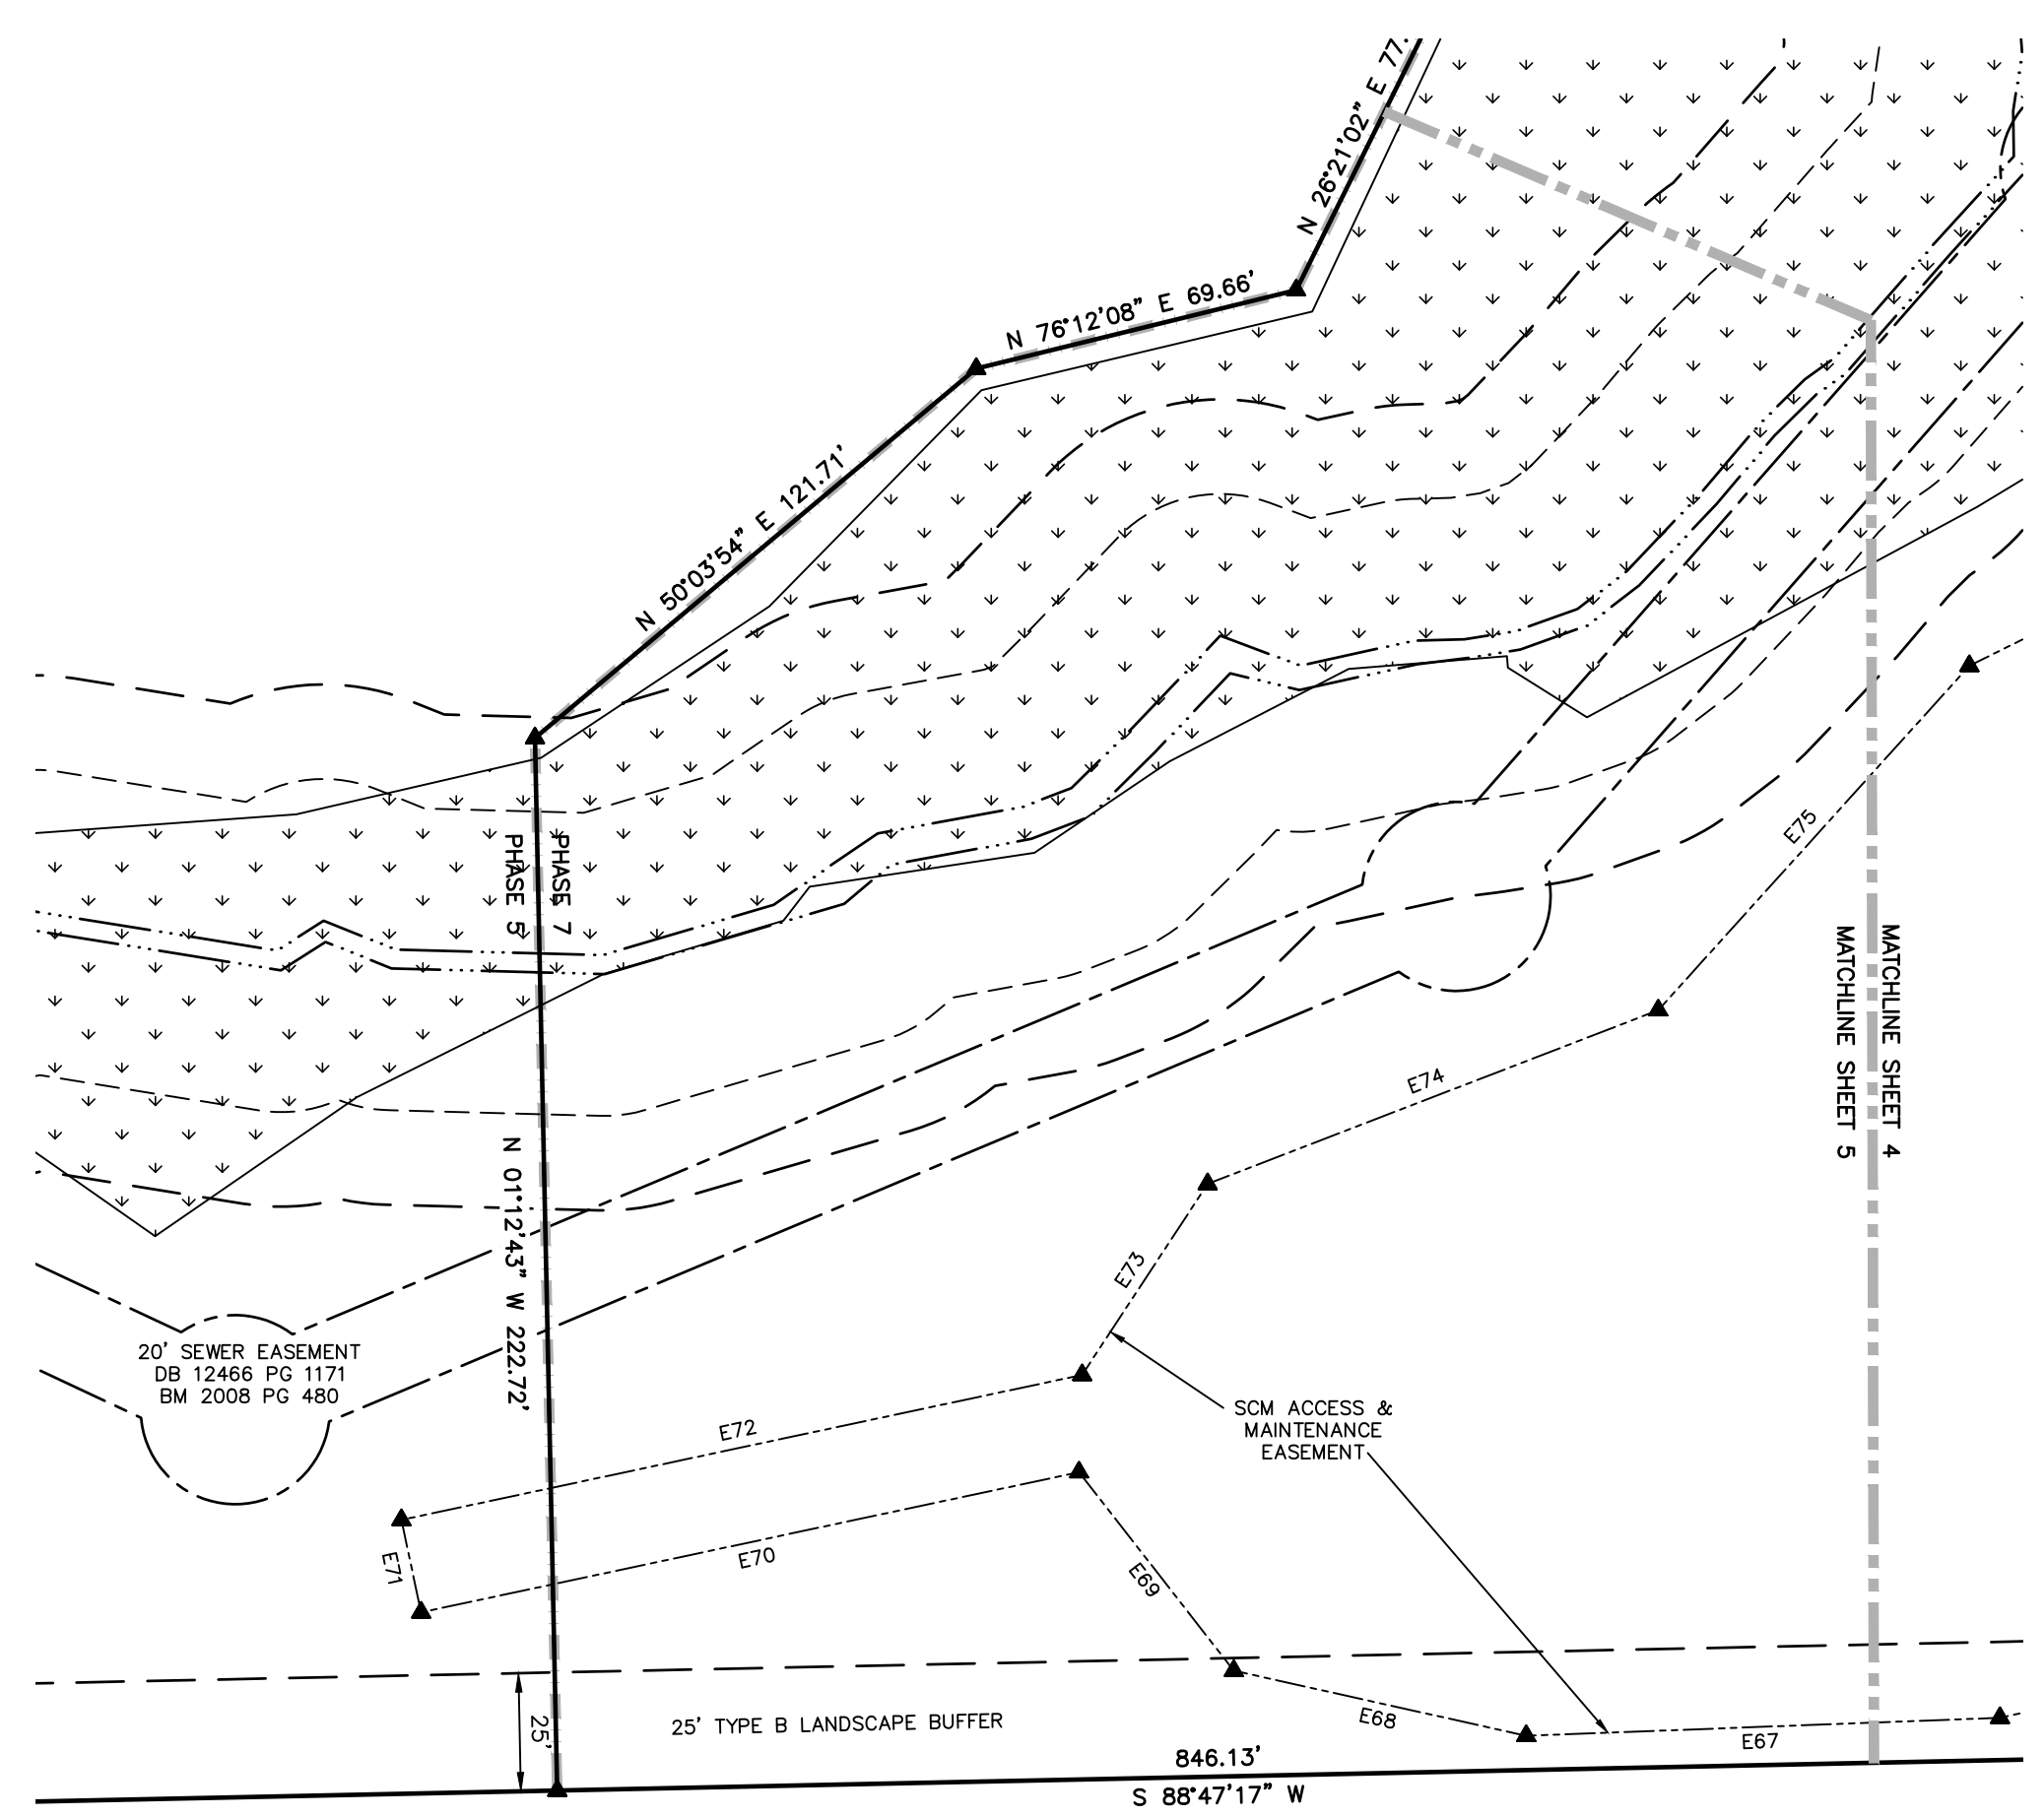 N 26°21'02" E 77.
N 76°12'08" E 69.66'
N 50°03'54" E 121.71'
PHASE 7
PHASE 5
E75
MATCHLINE SHEET 4
MATCHLINE SHEET 5
E74
N 01°12'43" W 222.72'
E73
20' SEWER EASEMENT
DB 12466 PG 1171
BM 2008 PG 480
E72
SCM ACCESS &
MAINTENANCE
EASEMENT
E71
E70
E69
25'
25' TYPE B LANDSCAPE BUFFER
E68
E67
846.13'
S 88°47'17" W